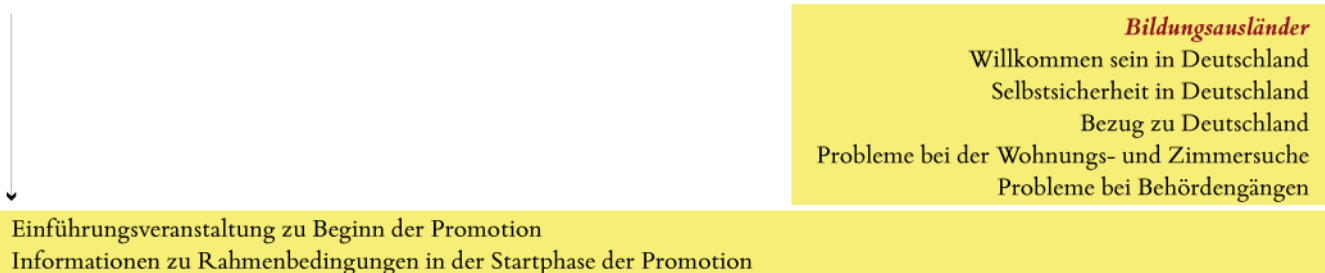 Bildungsausländer
Willkommen sein in Deutschland
Selbstsicherheit in Deutschland
Bezug zu Deutschland
Probleme bei der Wohnungs- und Zimmersuche
Probleme bei Behördengängen
Einführungsveranstaltung zu Beginn der Promotion
Informationen zu Rahmenbedingungen in der Startphase der Promotion